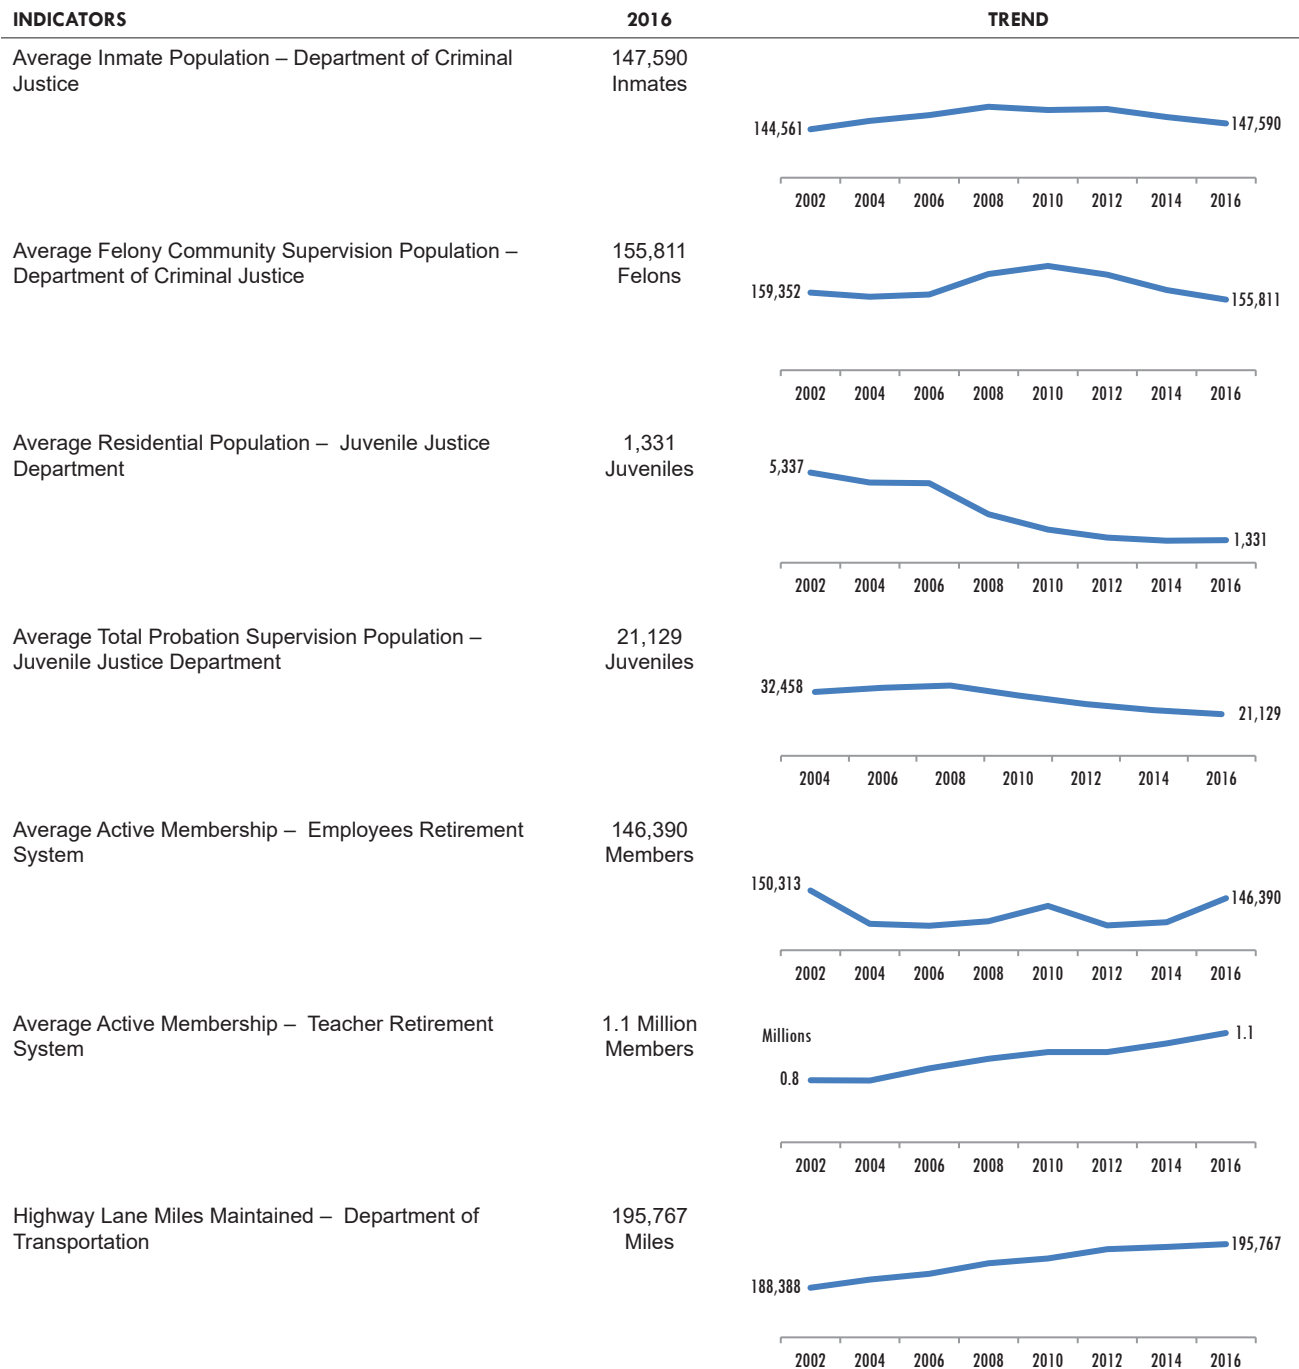 INDICATORS 2016 TREND
Average Inmate Population – Department of Criminal 147,590
Justice Inmates
144,561 147,590
2002 2004 2006 2008 2010 2012 2014 2016
Average Felony Community Supervision Population – 155,811
Department of Criminal Justice Felons
159,352 155,811
2002 2004 2006 2008 2010 2012 2014 2016
Average Residential Population – Juvenile Justice 1,331
Department Juveniles
5,337 1,331
2002 2004 2006 2008 2010 2012 2014 2016
Average Total Probation Supervision Population – 21,129
Juvenile Justice Department Juveniles
32,458 21,129
2004 2006 2008 2010 2012 2014 2016
Average Active Membership – Employees Retirement 146,390
System Members
150,313 146,390
2002 2004 2006 2008 2010 2012 2014 2016
Average Active Membership – Teacher Retirement 1.1 Million
System Members
Millions 1.1
0.8
2002 2004 2006 2008 2010 2012 2014 2016
Highway Lane Miles Maintained – Department of 195,767
Transportation Miles
188,388 195,767
2002 2004 2006 2008 2010 2012 2014 2016